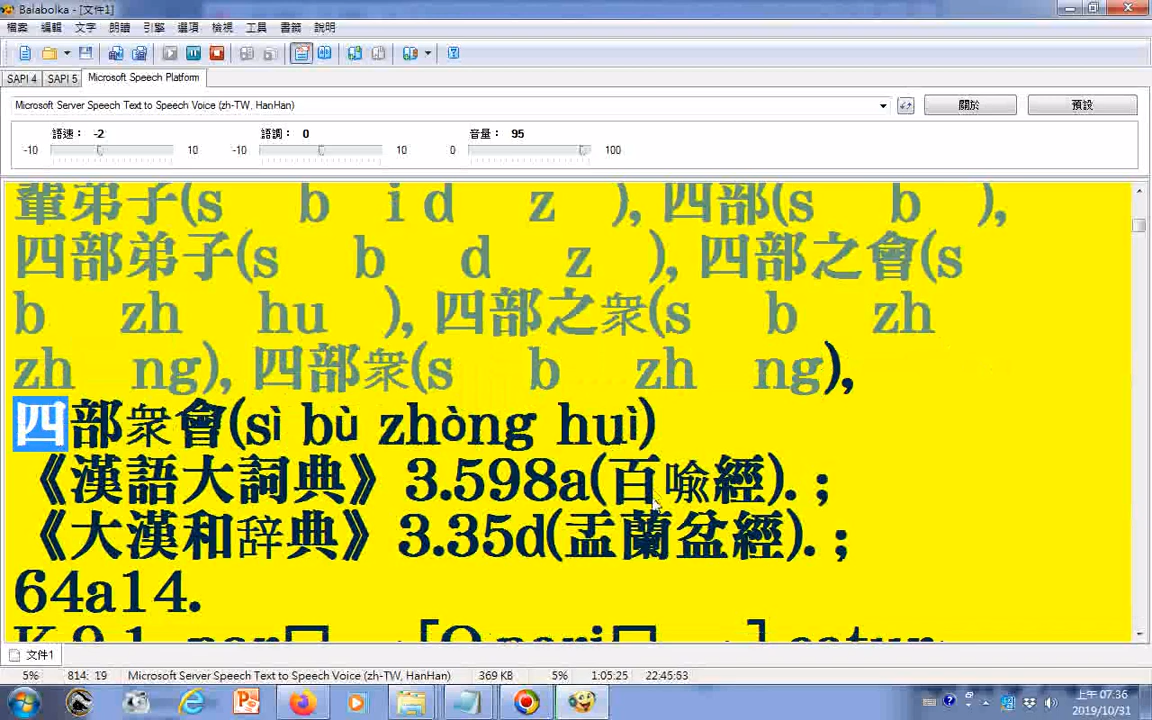 Balabolka - [文件1]
檔案 編輯 文字 朗讀 引擎 選項 檢視 工具 書籤 說明
SAPI 4 SAPI 5 Microsoft Speech Platform
Microsoft Server Speech Text to Speech Voice (zh-TW, HanHan) 關於 預設
語速： -2 語調： 0 音量： 95
-10 10 -10 10 0 100
輩弟子(s b i d z ), 四部(s b ),
四部弟子(s b d z ), 四部之會(s
b zh hu ), 四部之衆(s b zh
zh ng), 四部衆(s b zh ng),
四部衆會(sì bù zhòng huì)
《漢語大詞典》3.598a(百喩經). ;
《大漢和辞典》3.35d(盂蘭盆經). ;
64a14.
文件1
5% 814: 19 Microsoft Server Speech Text to Speech Voice (zh-TW, HanHan) 369 KB 5% 1:05:25 22:45:53
上午 07:36
2019/10/31